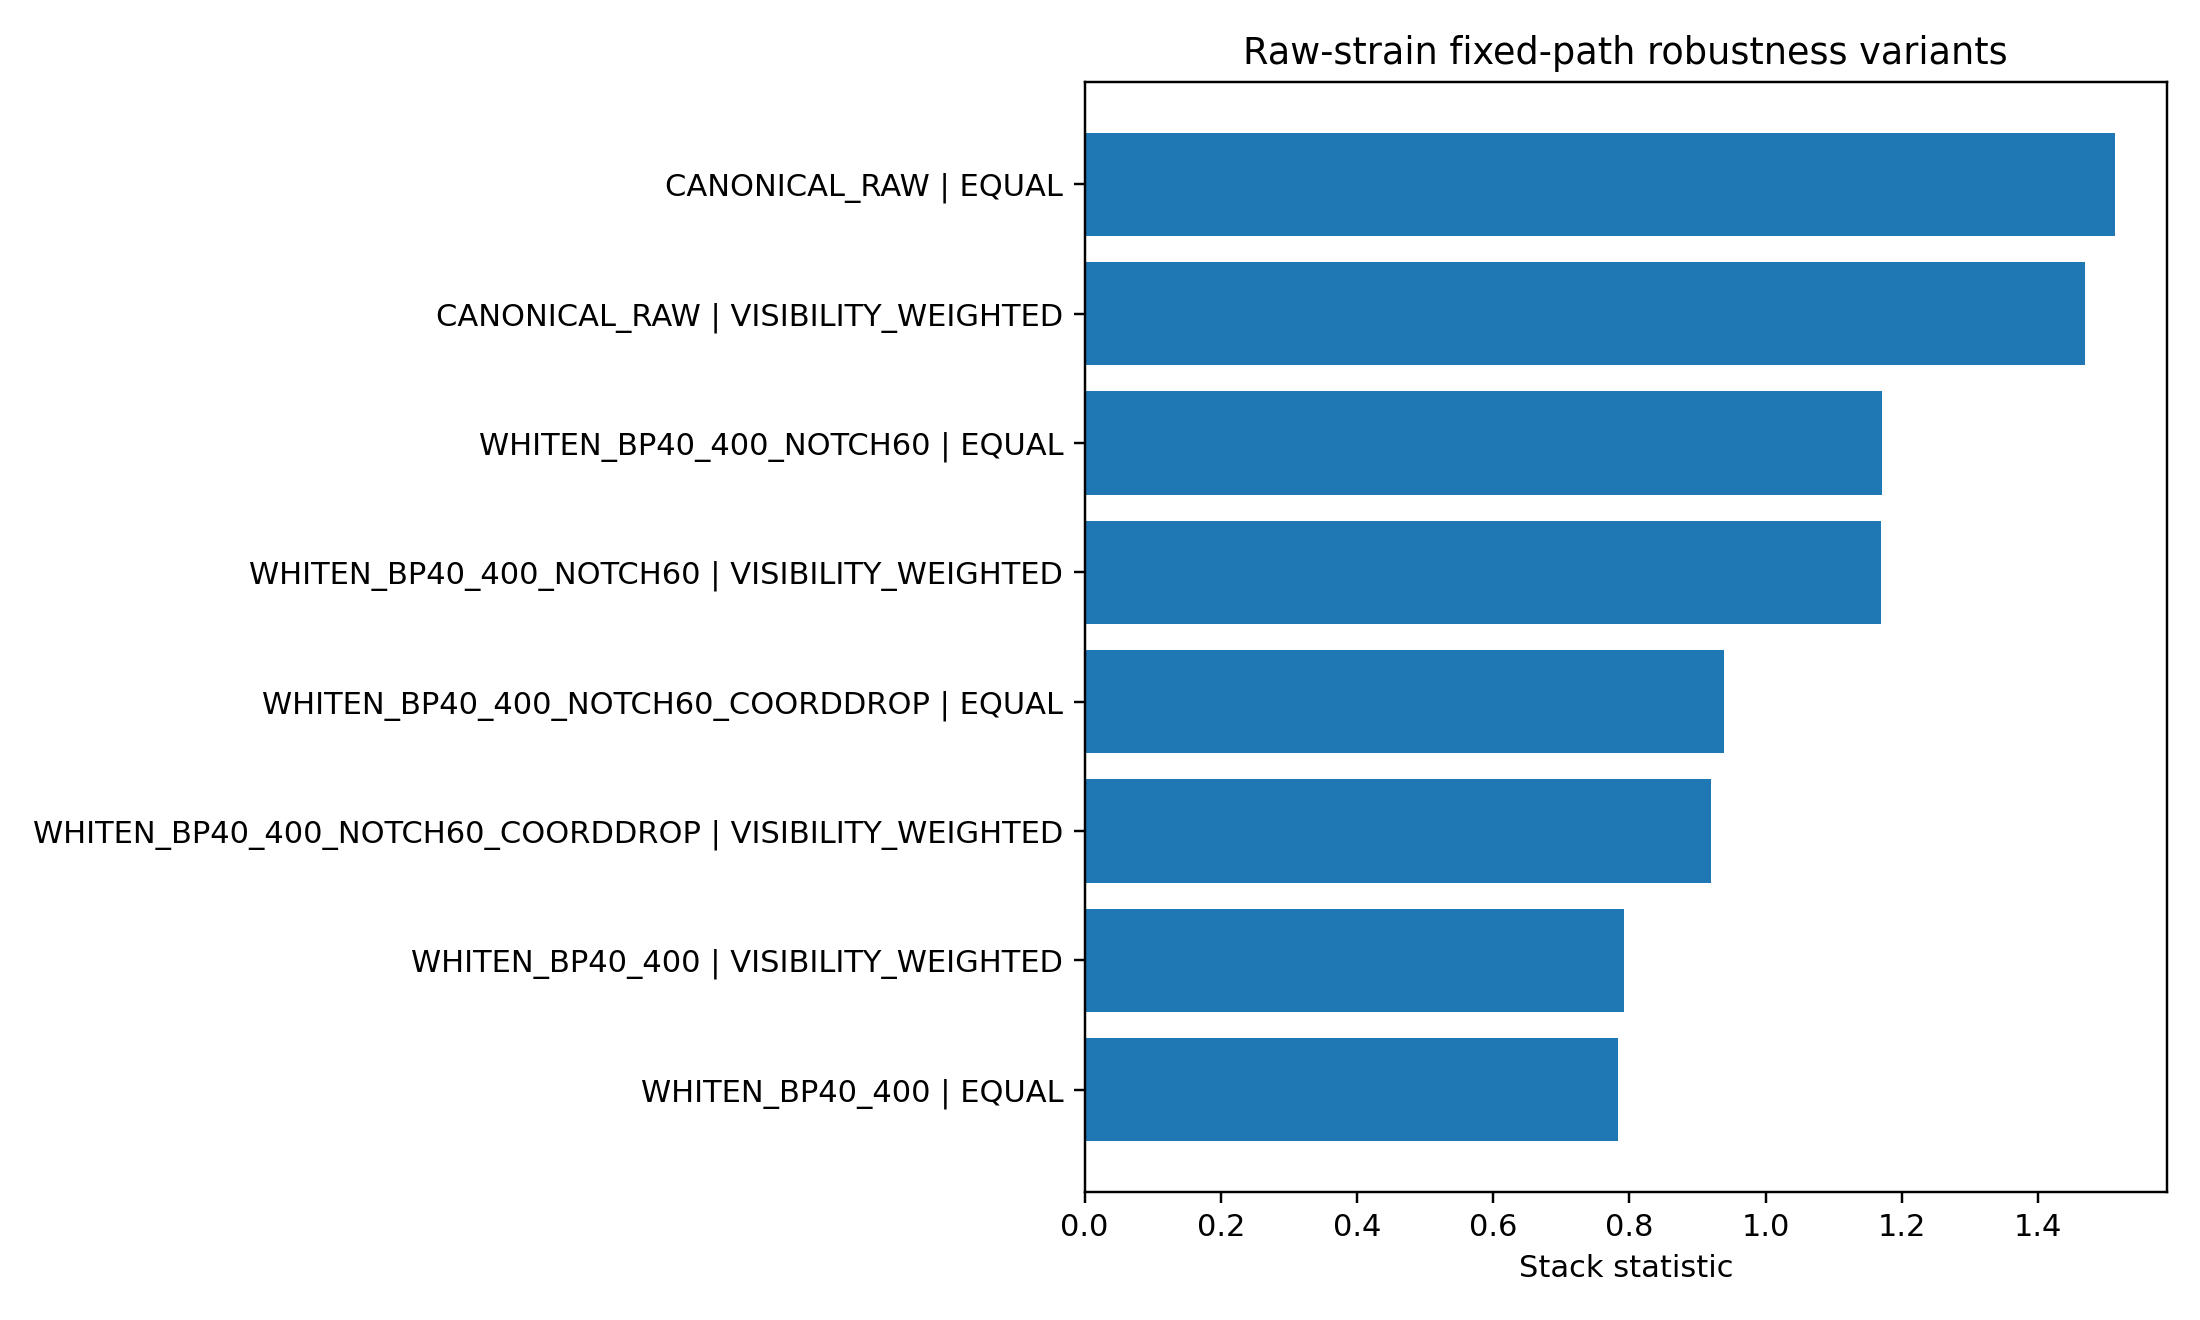 Raw-strain fixed-path robustness variants
CANONICAL_RAW | EQUAL
CANONICAL_RAW | VISIBILITY_WEIGHTED
WHITEN_BP40_400_NOTCH60 | EQUAL
WHITEN_BP40_400_NOTCH60 | VISIBILITY_WEIGHTED
WHITEN_BP40_400_NOTCH60_COORDDROP | EQUAL
WHITEN_BP40_400_NOTCH60_COORDDROP | VISIBILITY_WEIGHTED
WHITEN_BP40_400 | VISIBILITY_WEIGHTED
WHITEN_BP40_400 | EQUAL
0.0 0.2 0.4 0.6 0.8 1.0 1.2 1.4
Stack statistic